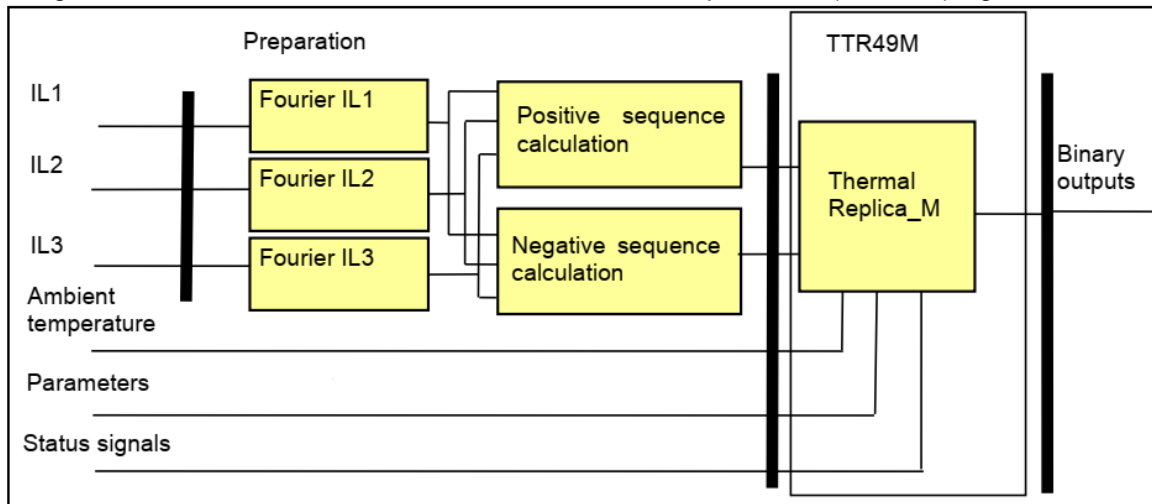 Preparation
TTR49M
IL1
Fourier IL1
Positive sequence
calculation
IL2
Fourier IL2
Thermal
Replica_M
Binary
outputs
IL3
Fourier IL3
Negative sequence
calculation
Ambient
temperature
Parameters
Status signals